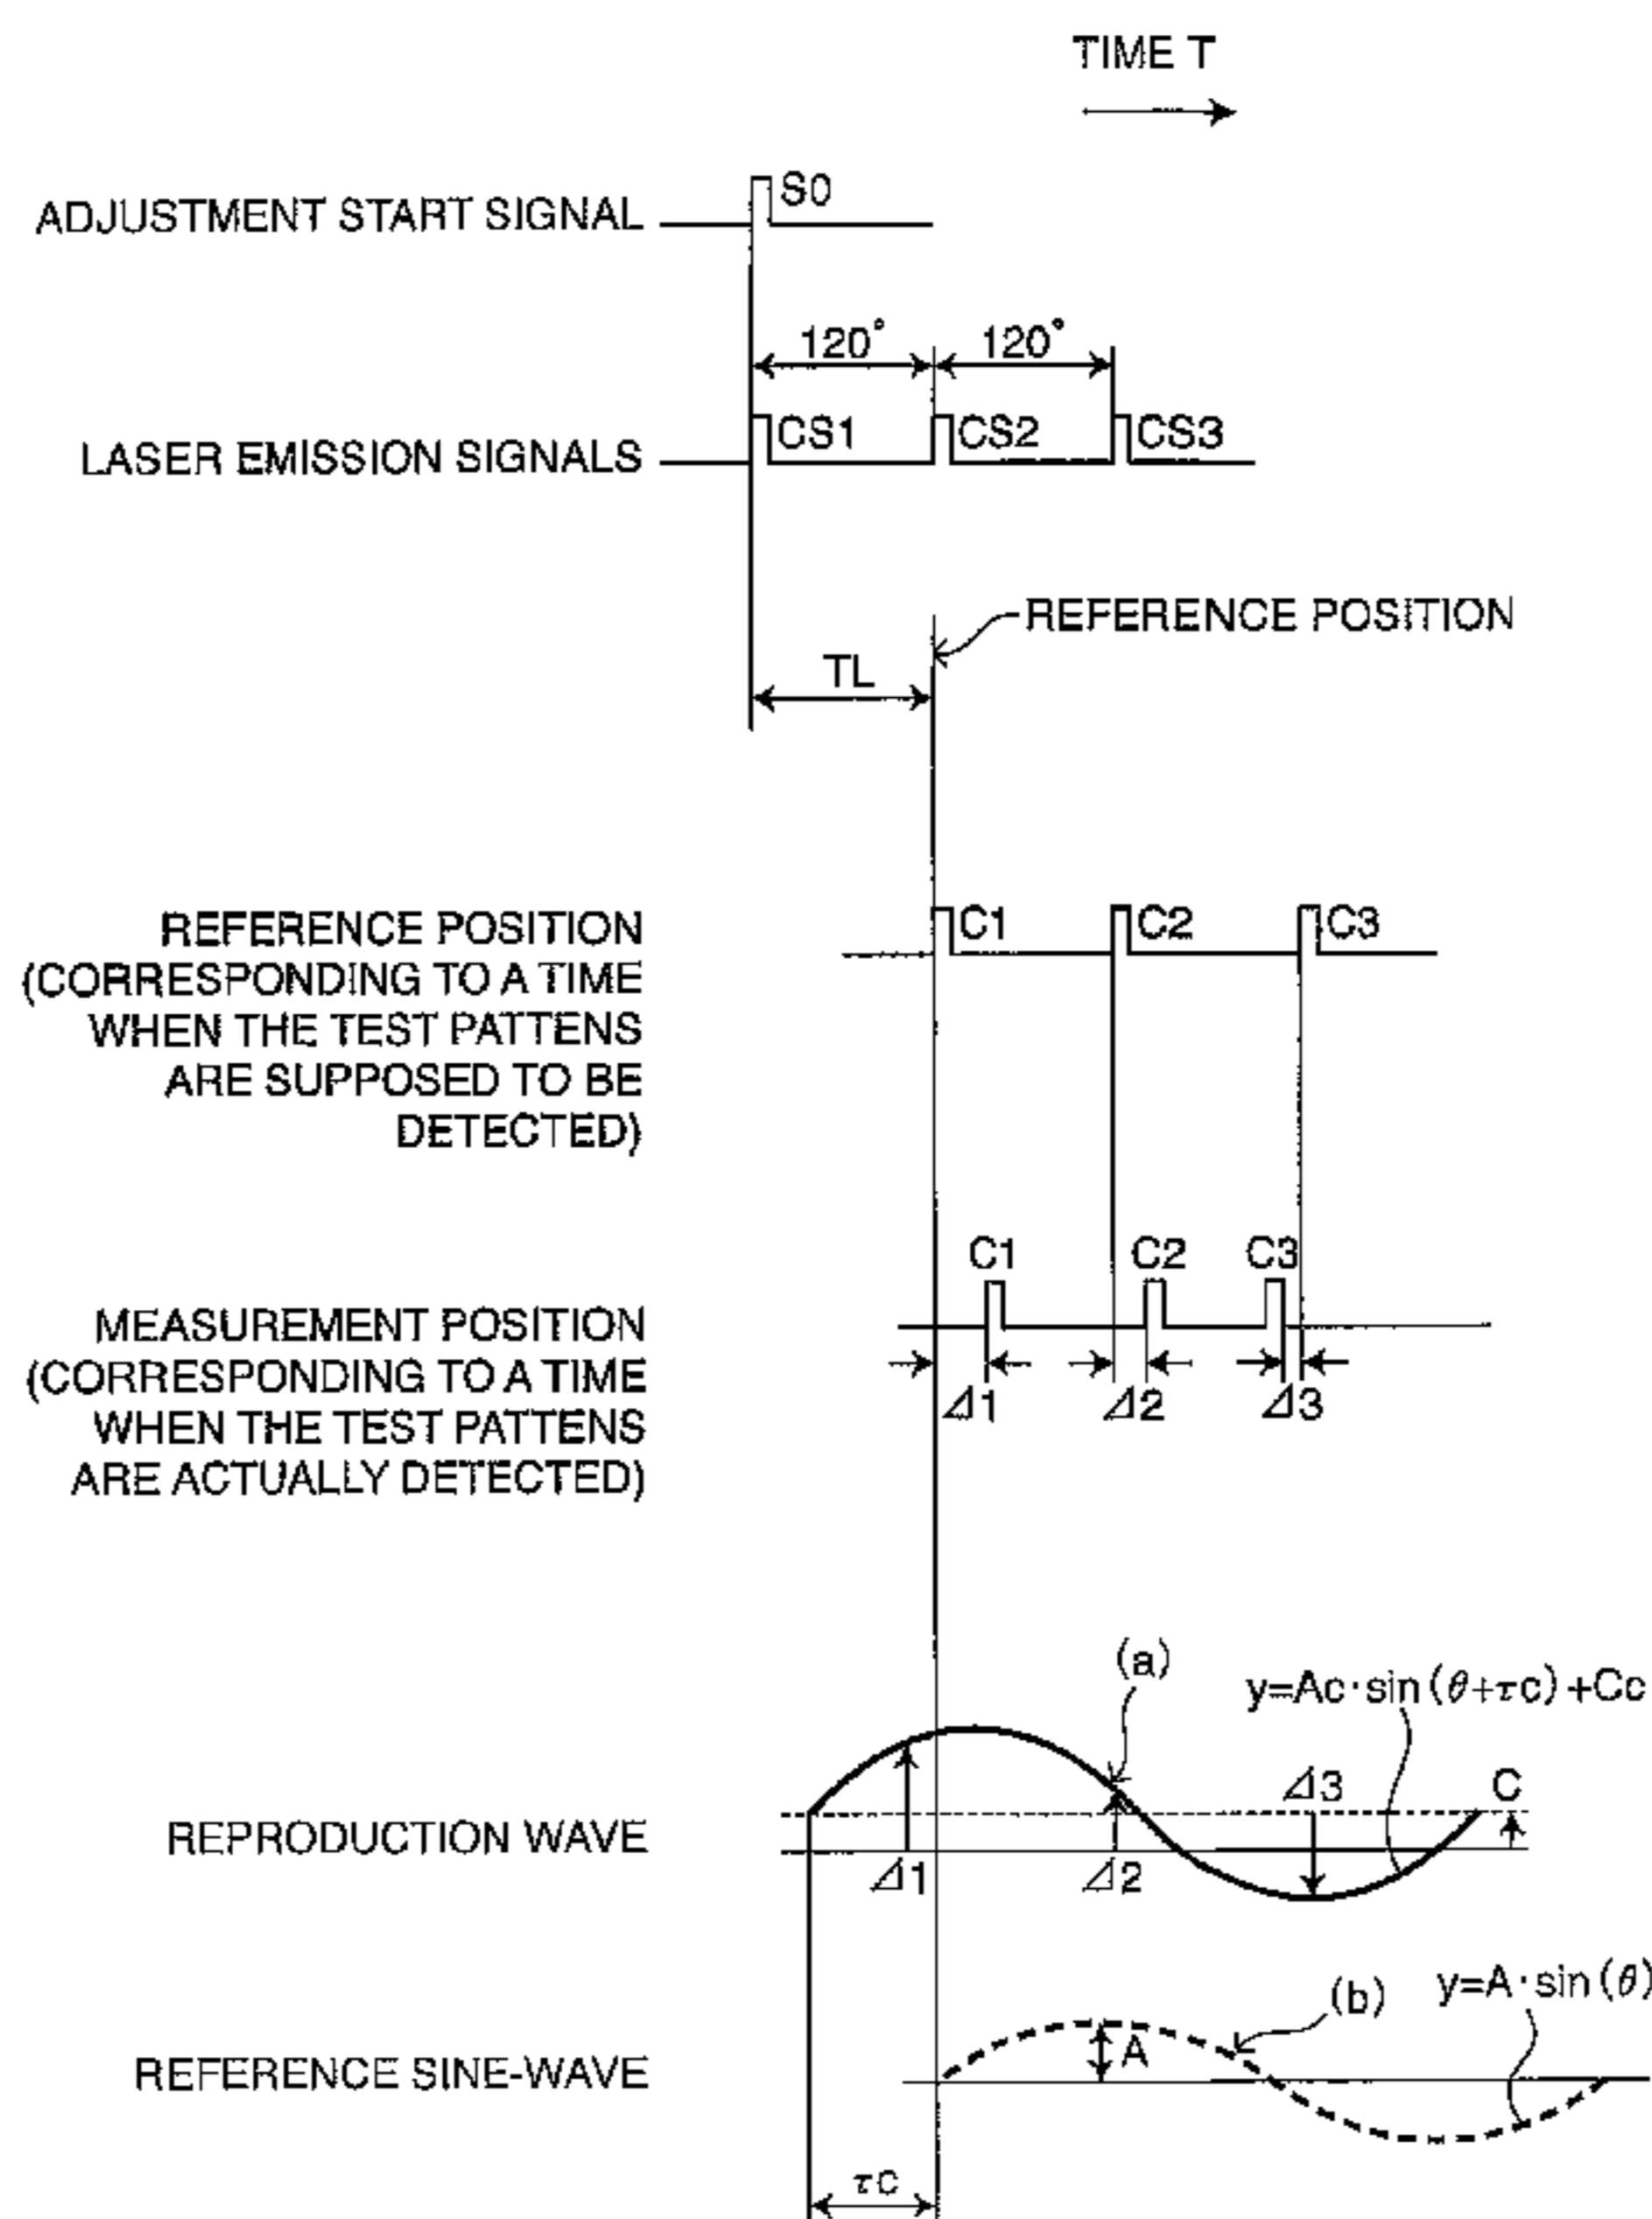 TIME T
ADJUSTMENT START SIGNAL
S0
120°
120°
LASER EMISSION SIGNALS
CS1
CS2
CS3
REFERENCE POSITION
TL
REFERENCE POSITION
(CORRESPONDING TO A TIME
WHEN THE TEST PATTENS
ARE SUPPOSED TO BE
DETECTED)
C1
C2
C3
C1
C2
C3
MEASUREMENT POSITION
(CORRESPONDING TO A TIME
WHEN THE TEST PATTENS
ARE ACTUALLY DETECTED)
Δ1
Δ2
Δ3
(a)
y=Ac·sin(θ+τc)+Cc
REPRODUCTION WAVE
Δ1
Δ2
Δ3
C
(b)
y=A·sin(θ)
REFERENCE SINE-WAVE
A
τc